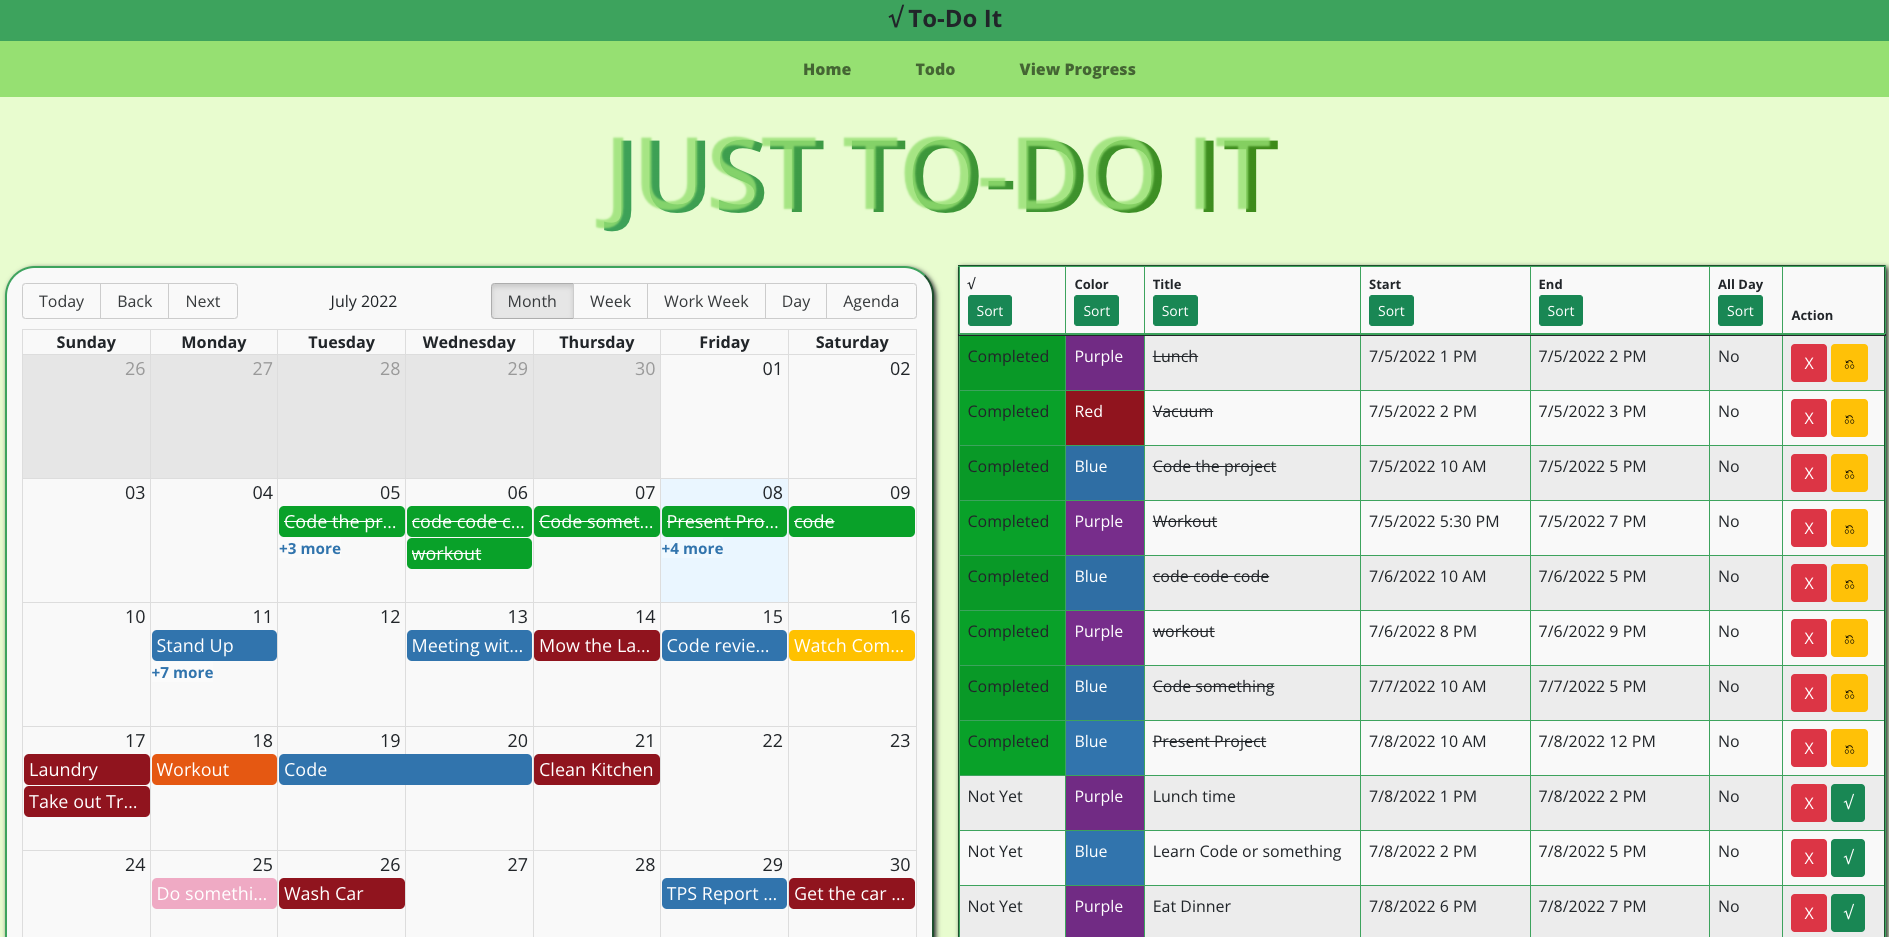 √ To-Do It
Home Todo View Progress
JUST TO-DO IT
Today Back Next July 2022 Month Week Work Week Day Agenda
Sunday Monday Tuesday Wednesday Thursday Friday Saturday
26 27 28 29 30 01 02
03 04 05 06 07 08 09
Code the pr... code code c... Code somet... Present Pro... code
+3 more workout +4 more
10 11 12 13 14 15 16
Stand Up Meeting wit... Mow the La... Code revie... Watch Com...
+7 more
17 18 19 20 21 22 23
Laundry Workout Code Clean Kitchen
Take out Tr...
24 25 26 27 28 29 30
Do somethi... Wash Car TPS Report ... Get the car ...
√ Color Title Start End All Day
Sort Sort Sort Sort Sort Sort Action
Completed Purple Lunch 7/5/2022 1 PM 7/5/2022 2 PM No X
Completed Red Vacuum 7/5/2022 2 PM 7/5/2022 3 PM No X
Completed Blue Code the project 7/5/2022 10 AM 7/5/2022 5 PM No X
Completed Purple Workout 7/5/2022 5:30 PM 7/5/2022 7 PM No X
Completed Blue code code code 7/6/2022 10 AM 7/6/2022 5 PM No X
Completed Purple workout 7/6/2022 8 PM 7/6/2022 9 PM No X
Completed Blue Code something 7/7/2022 10 AM 7/7/2022 5 PM No X
Completed Blue Present Project 7/8/2022 10 AM 7/8/2022 12 PM No X
Not Yet Purple Lunch time 7/8/2022 1 PM 7/8/2022 2 PM No X √
Not Yet Blue Learn Code or something 7/8/2022 2 PM 7/8/2022 5 PM No X √
Not Yet Purple Eat Dinner 7/8/2022 6 PM 7/8/2022 7 PM No X √